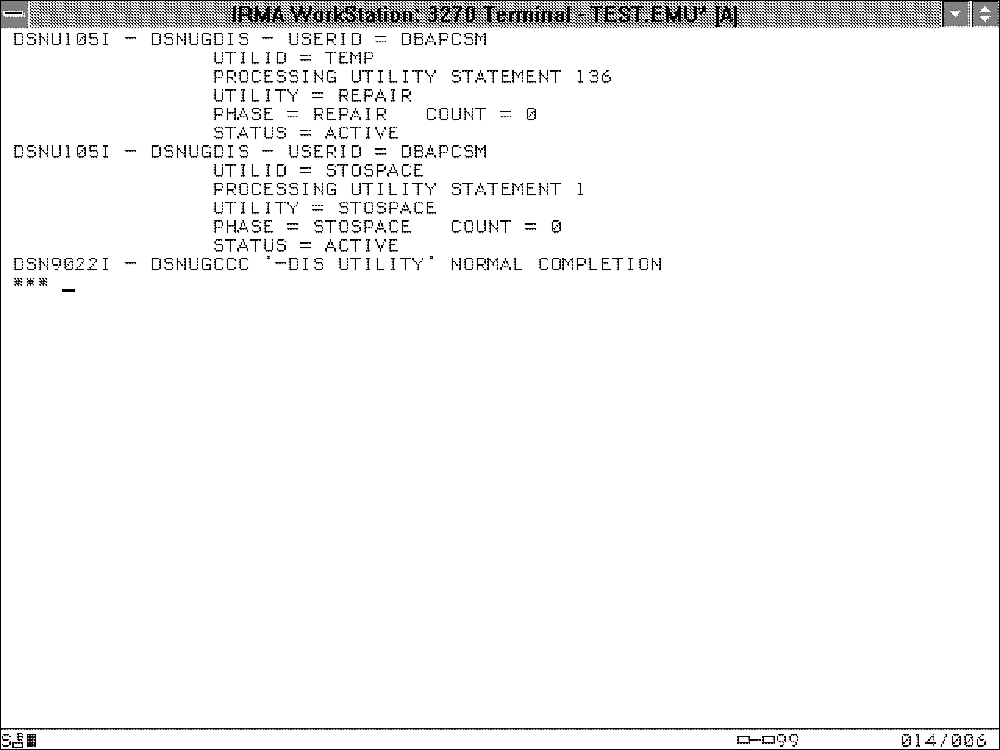 IRMA WorkStation: 3270 Terminal - TEST.EMU* [A]
DSNU105I - DSNUGDIS - USERID = DBAPCSM
UTILID = TEMP
PROCESSING UTILITY STATEMENT 136
UTILITY = REPAIR
PHASE = REPAIR COUNT = 0
STATUS = ACTIVE
DSNU105I - DSNUGDIS - USERID = DBAPCSM
UTILID = STOSPACE
PROCESSING UTILITY STATEMENT 1
UTILITY = STOSPACE
PHASE = STOSPACE COUNT = 0
STATUS = ACTIVE
DSN9022I - DSNUGCCC '-DIS UTILITY' NORMAL COMPLETION
*** _
99 014/006